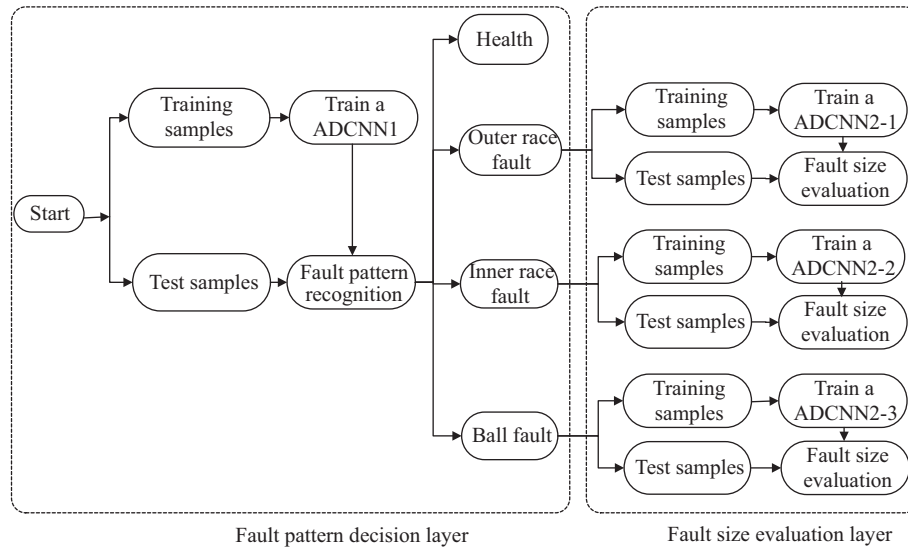 Start
Training
samples
Train a
ADCNN1
Test samples
Fault pattern
recognition
Health
Outer race
fault
Inner race
fault
Ball fault
Training
samples
Train a
ADCNN2-1
Test samples
Fault size
evaluation
Training
samples
Train a
ADCNN2-2
Test samples
Fault size
evaluation
Training
samples
Train a
ADCNN2-3
Test samples
Fault size
evaluation
Fault pattern decision layer
Fault size evaluation layer